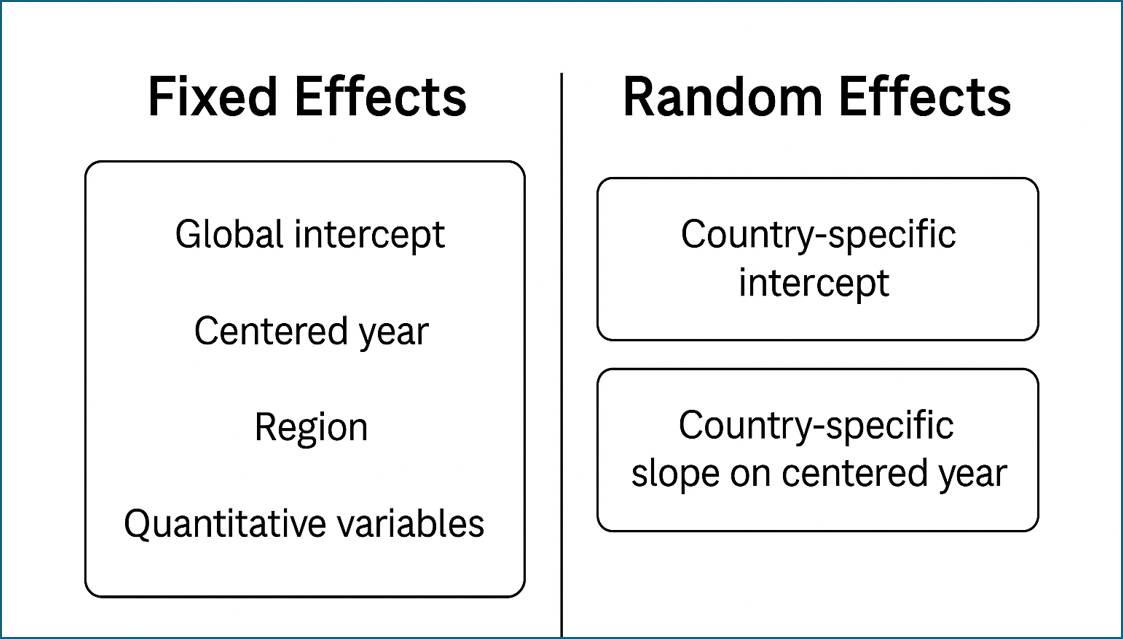 Fixed Effects
Global intercept
Centered year
Region
Quantitative variables
Random Effects
Country-specific
intercept
Country-specific
slope on centered year